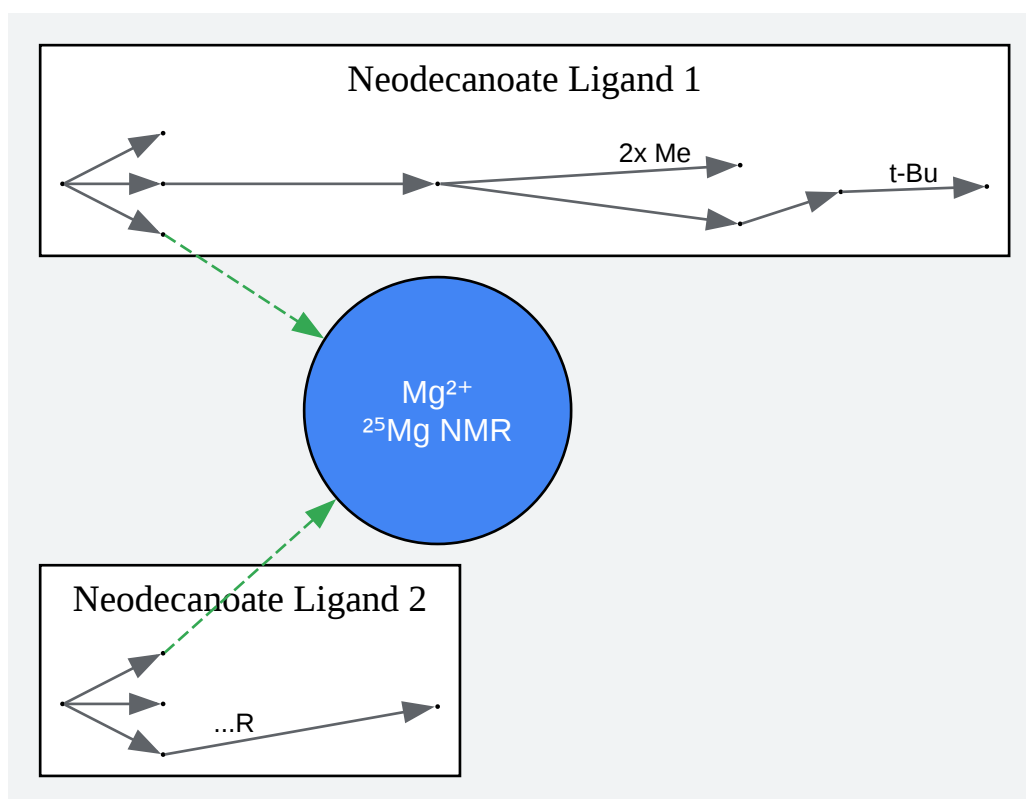 Neodecanoate Ligand 1
2x Me
t-Bu
Mg²⁺
²⁵Mg NMR
Neodecanoate Ligand 2
...R